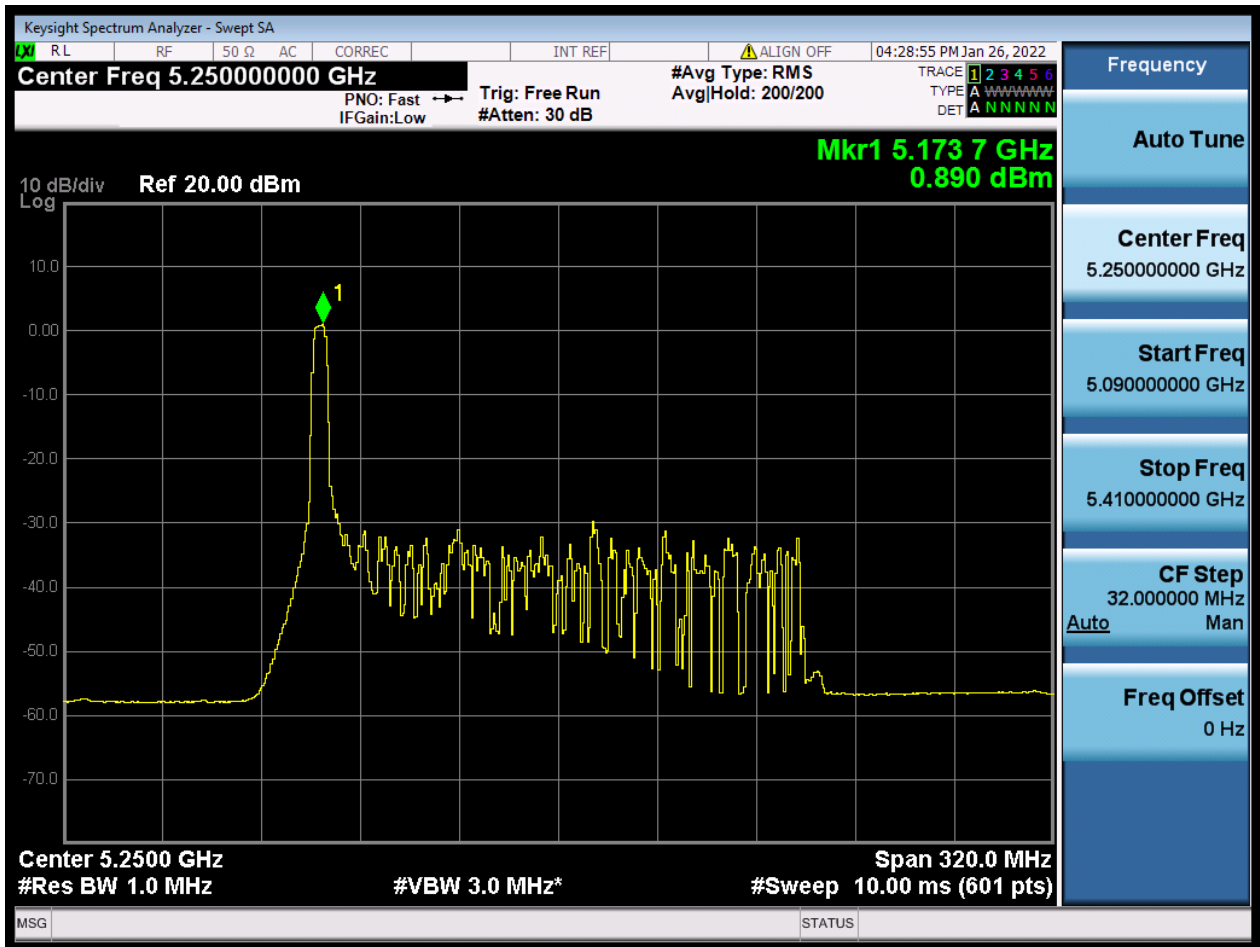 Keysight Spectrum Analyzer - Swept SA
LXI RL RF 50 Ω AC CORREC INT REF ALIGN OFF 04:28:55 PM Jan 26, 2022
Center Freq 5.250000000 GHz
PNO: Fast
IFGain:Low
Trig: Free Run
#Atten: 30 dB
#Avg Type: RMS
Avg|Hold: 200/200
TRACE 1 2 3 4 5 6
TYPE A WWWWW
DET A N N N N N
Mkr1 5.173 7 GHz
0.890 dBm
10 dB/div Ref 20.00 dBm
Log
10.0
0.00
-10.0
-20.0
-30.0
-40.0
-50.0
-60.0
-70.0
1
Center 5.2500 GHz
Span 320.0 MHz
#Res BW 1.0 MHz
#VBW 3.0 MHz*
#Sweep 10.00 ms (601 pts)
MSG
STATUS
Frequency
Auto Tune
Center Freq
5.250000000 GHz
Start Freq
5.090000000 GHz
Stop Freq
5.410000000 GHz
CF Step
32.000000 MHz
Auto Man
Freq Offset
0 Hz